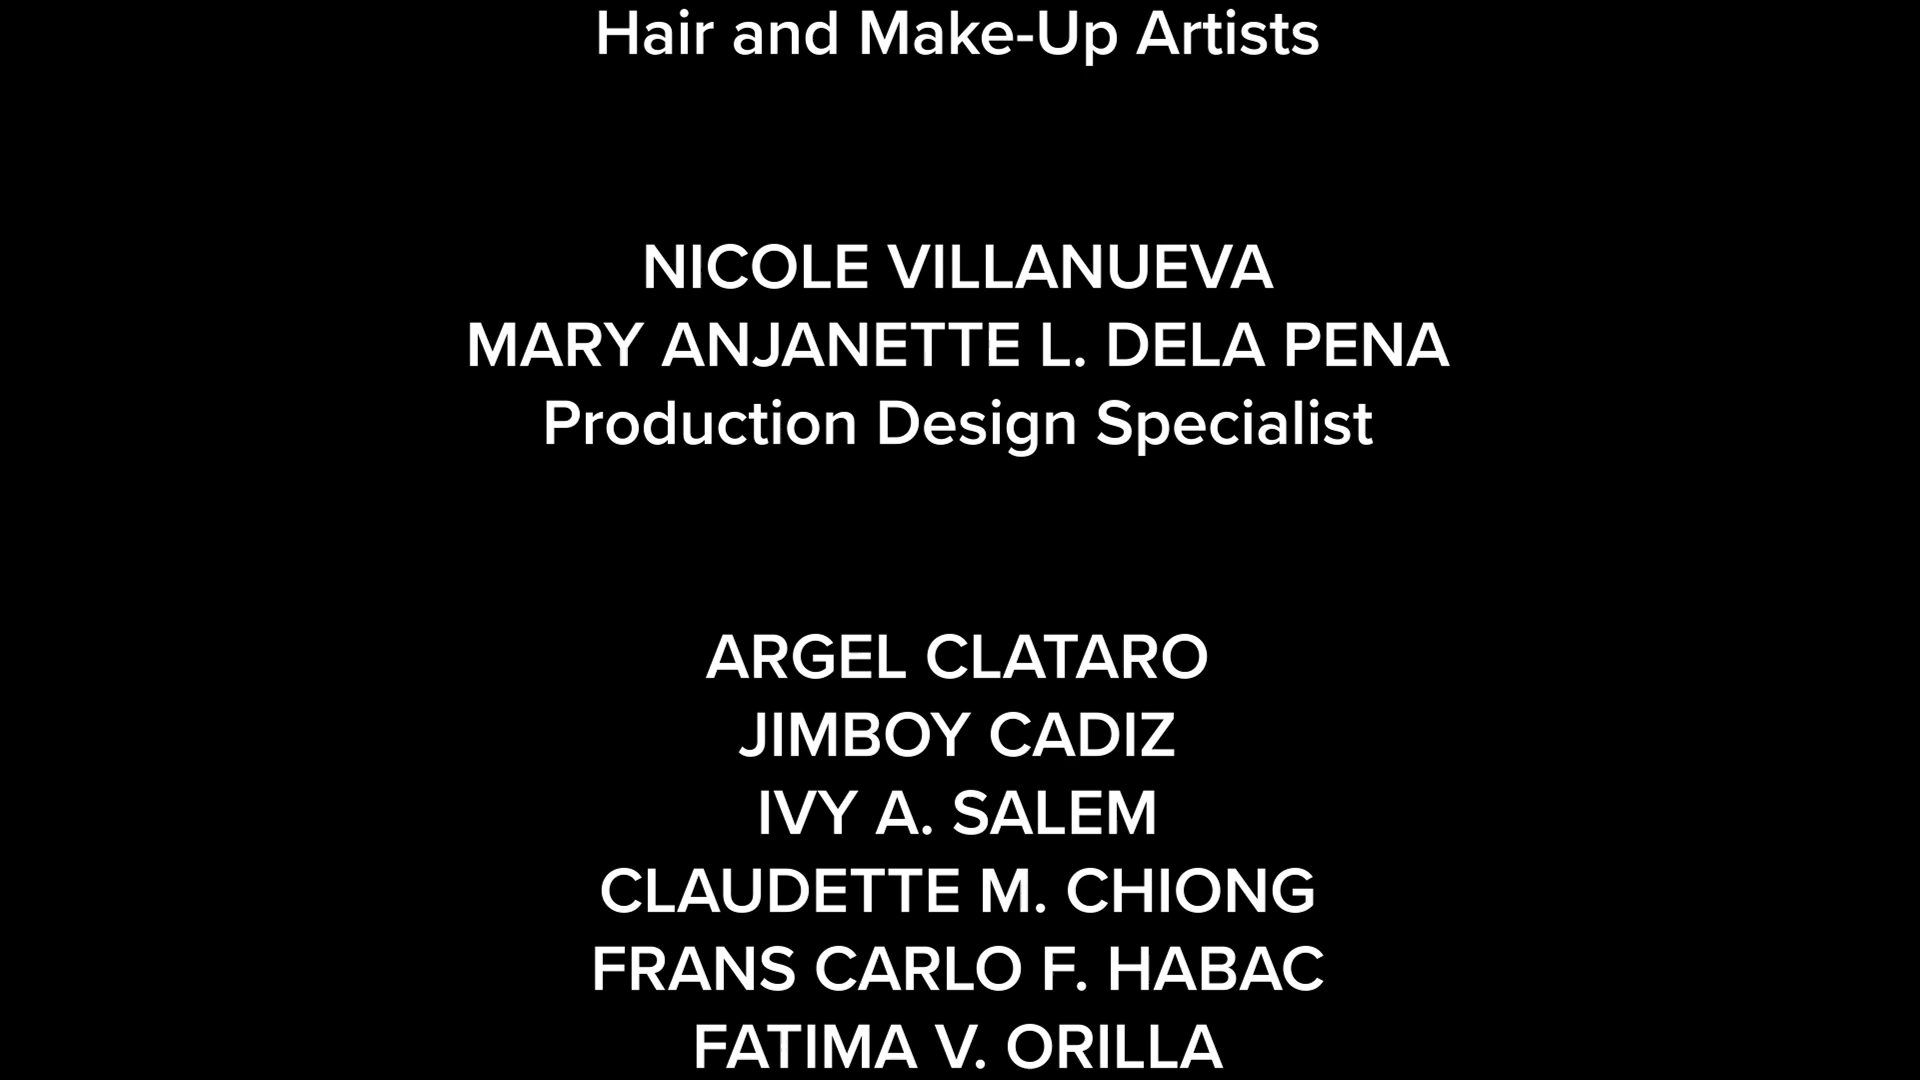 Hair and Make-Up Artists
NICOLE VILLANUEVA
MARY ANJANETTE L. DELA PENA
Production Design Specialist
ARGEL CLATARO
JIMBOY CADIZ
IVY A. SALEM
CLAUDETTE M. CHIONG
FRANS CARLO F. HABAC
FATIMA V. ORILLA